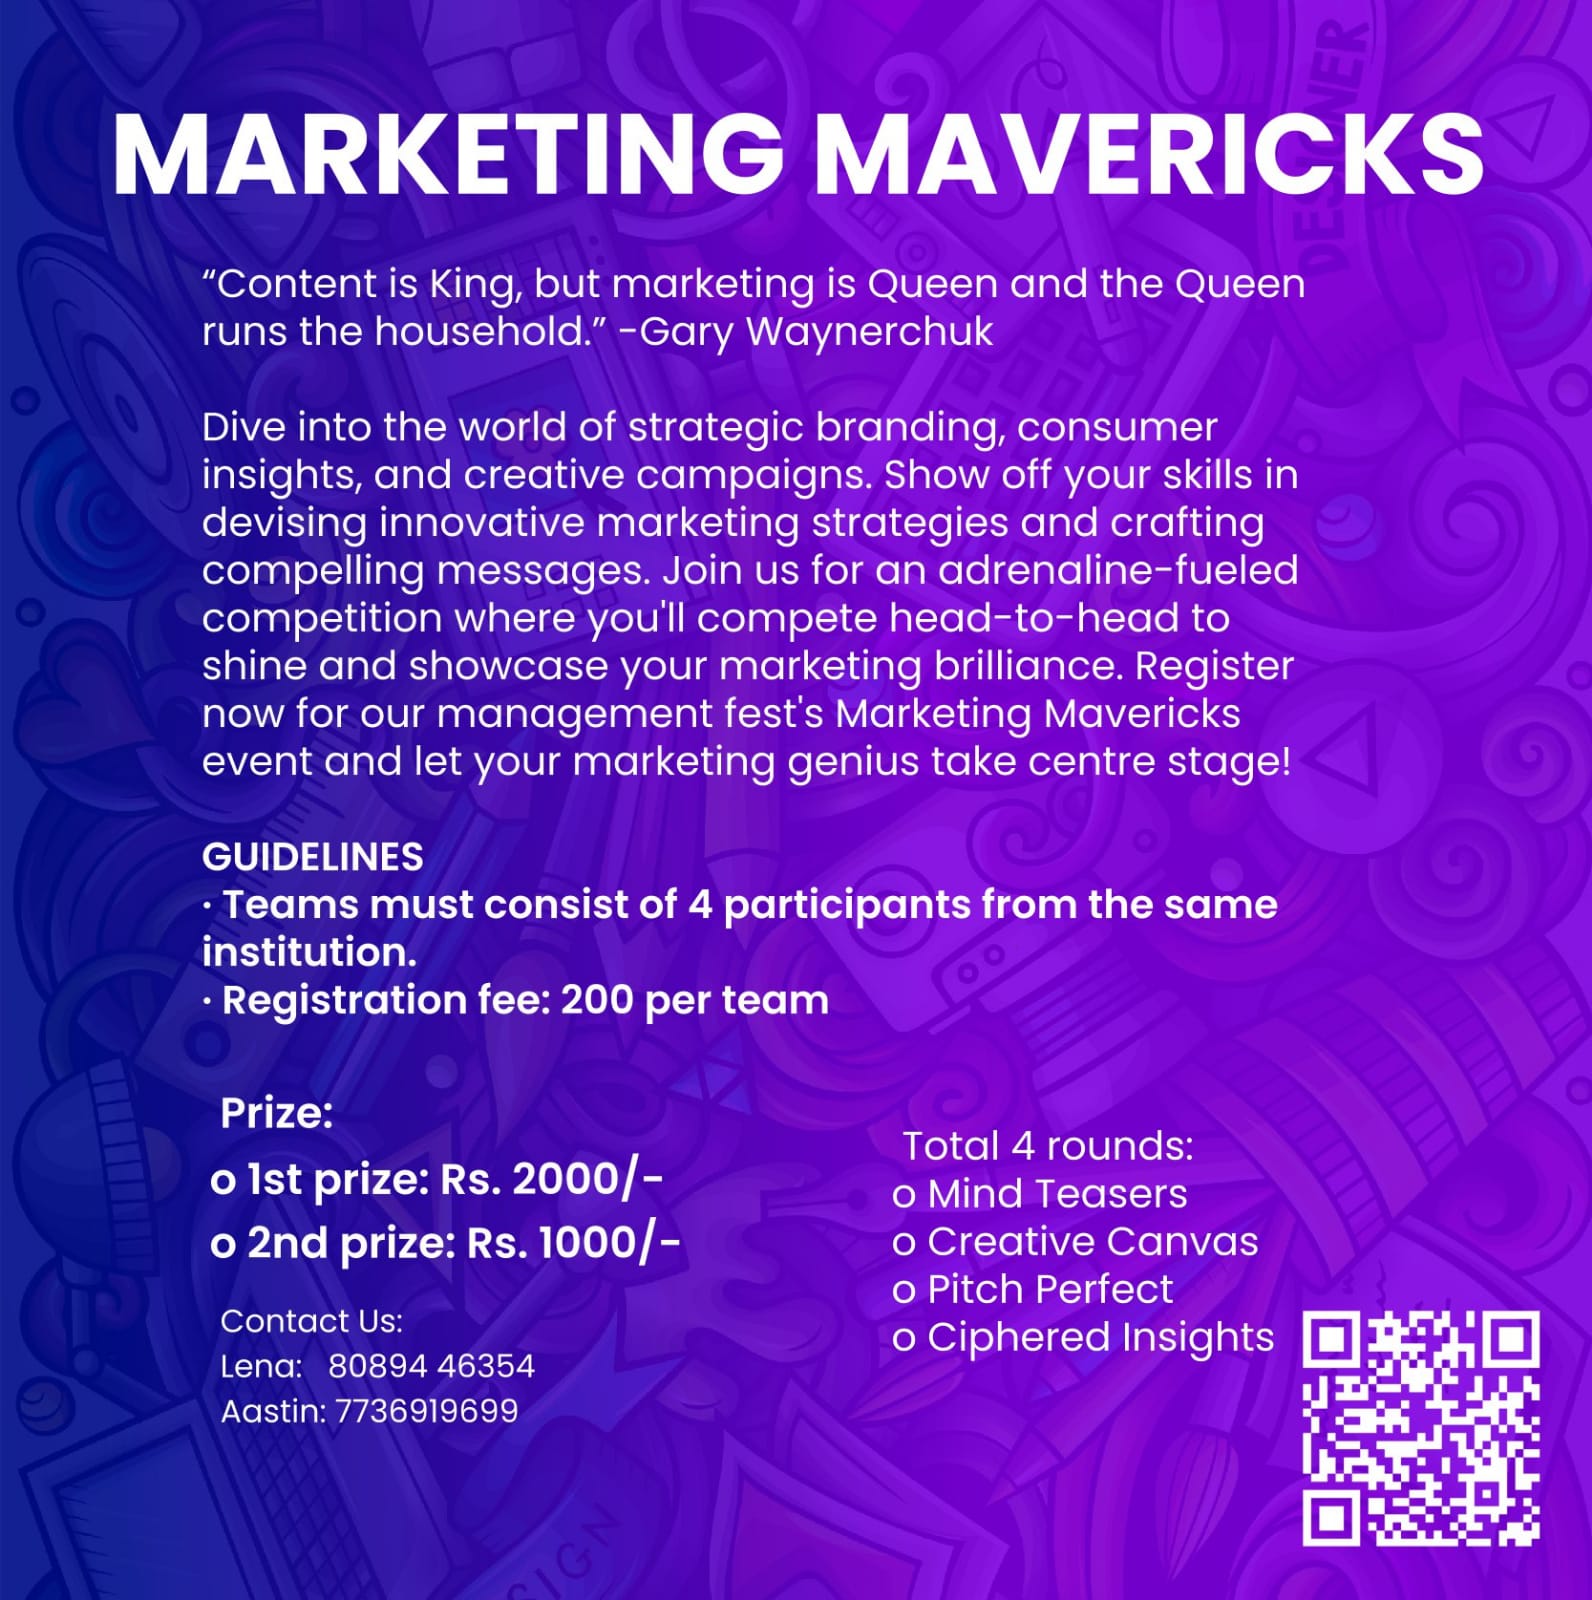 MARKETING MAVERICKS
“Content is King, but marketing is Queen and the Queen
runs the household.” -Gary Waynerchuk
Dive into the world of strategic branding, consumer
insights, and creative campaigns. Show off your skills in
devising innovative marketing strategies and crafting
compelling messages. Join us for an adrenaline-fueled
competition where you'll compete head-to-head to
shine and showcase your marketing brilliance. Register
now for our management fest's Marketing Mavericks
event and let your marketing genius take centre stage!
GUIDELINES
· Teams must consist of 4 participants from the same
institution.
· Registration fee: 200 per team
Prize:
o 1st prize: Rs. 2000/-
o 2nd prize: Rs. 1000/-
Total 4 rounds:
o Mind Teasers
o Creative Canvas
o Pitch Perfect
o Ciphered Insights
Contact Us:
Lena: 80894 46354
Aastin: 7736919699
DESIGNER